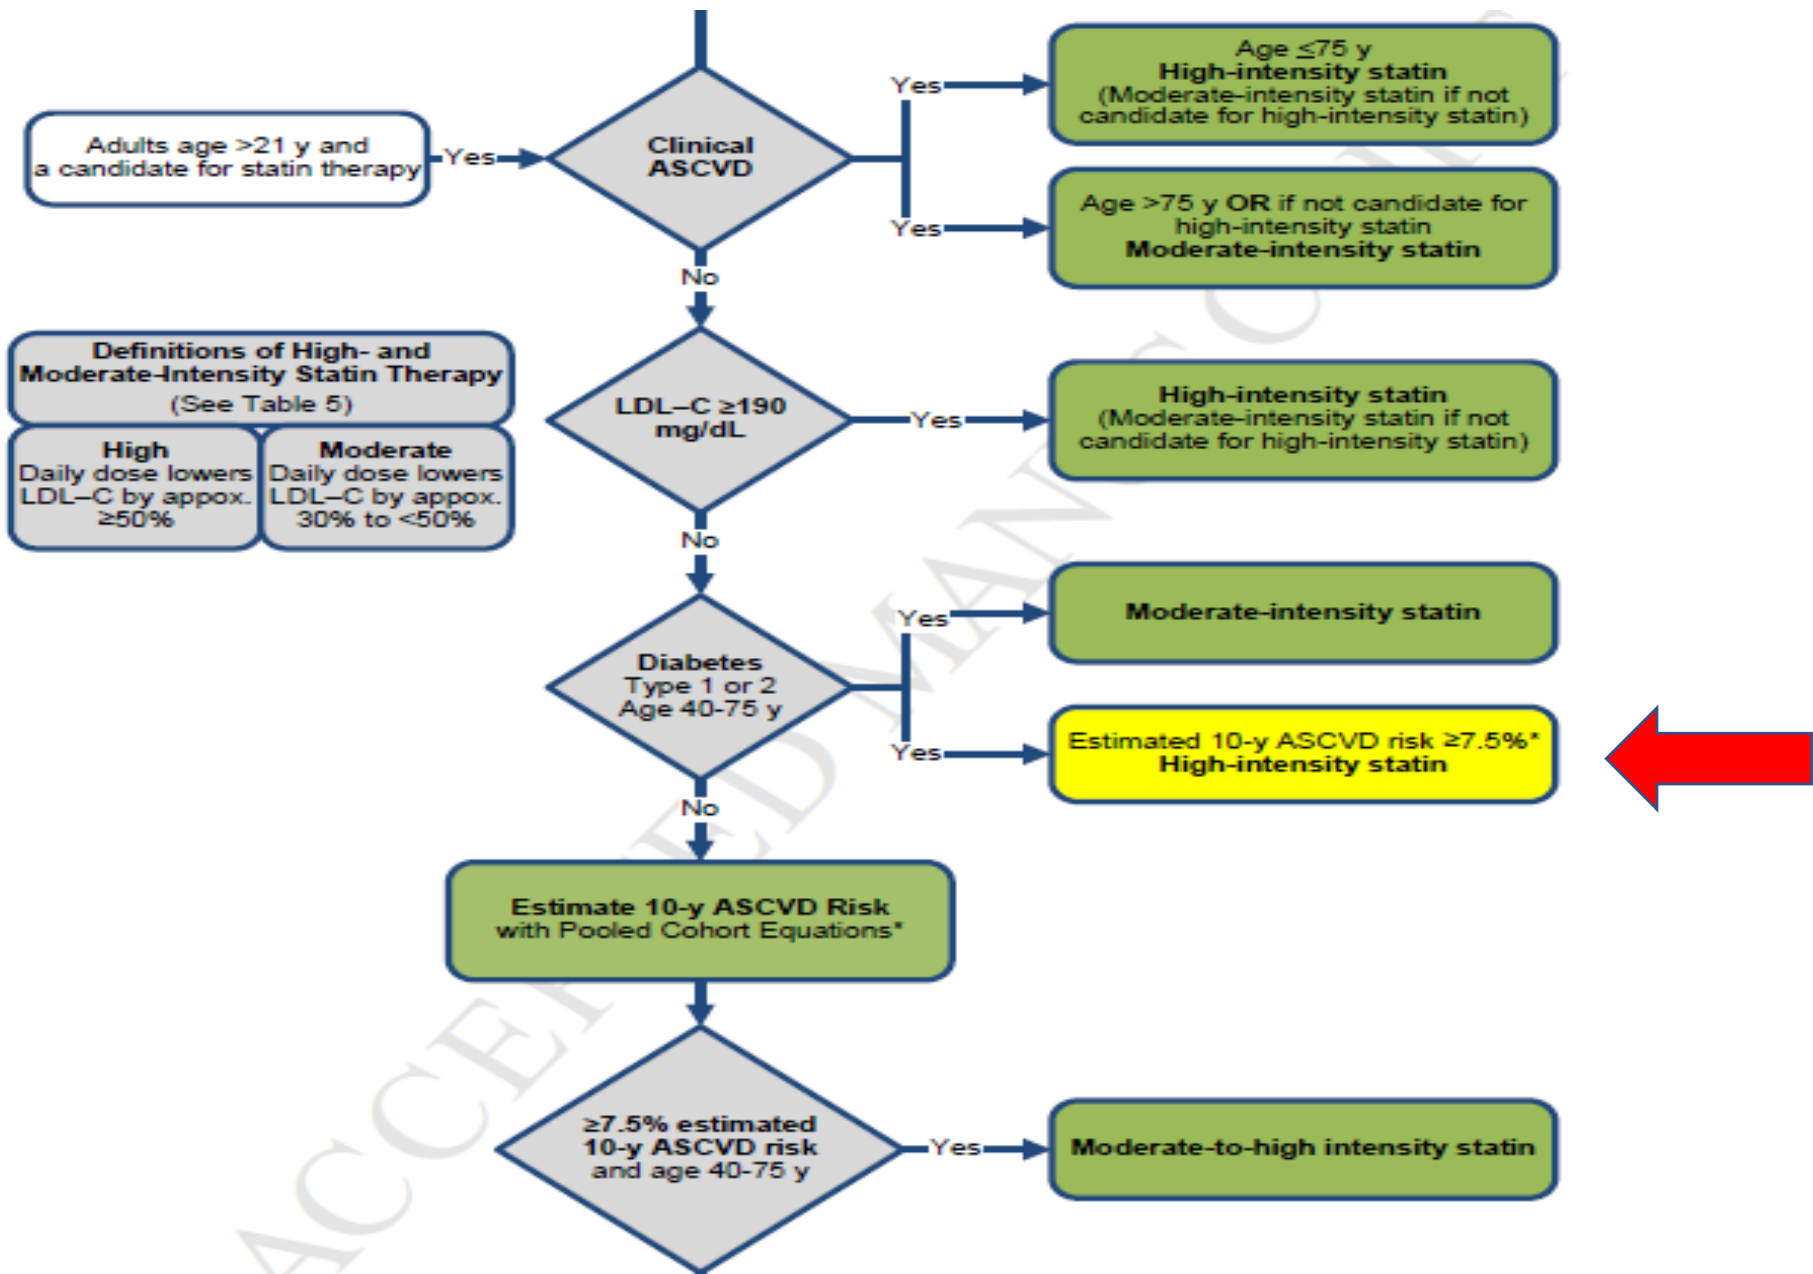 Adults age >21 y and
a candidate for statin therapy
Yes
Clinical
ASCVD
Yes
Age ≤75 y
High-intensity statin
(Moderate-intensity statin if not
candidate for high-intensity statin)
Yes
Age >75 y OR if not candidate for
high-intensity statin
Moderate-intensity statin
No
Definitions of High- and
Moderate-Intensity Statin Therapy
(See Table 5)
High
Daily dose lowers
LDL–C by appox.
≥50%
Moderate
Daily dose lowers
LDL–C by appox.
30% to <50%
LDL–C ≥190
mg/dL
Yes
High-intensity statin
(Moderate-intensity statin if not
candidate for high-intensity statin)
No
Diabetes
Type 1 or 2
Age 40-75 y
Yes
Moderate-intensity statin
Yes
Estimated 10-y ASCVD risk ≥7.5%*
High-intensity statin
No
Estimate 10-y ASCVD Risk
with Pooled Cohort Equations*
≥7.5% estimated
10-y ASCVD risk
and age 40-75 y
Yes
Moderate-to-high intensity statin
ACCEPTED